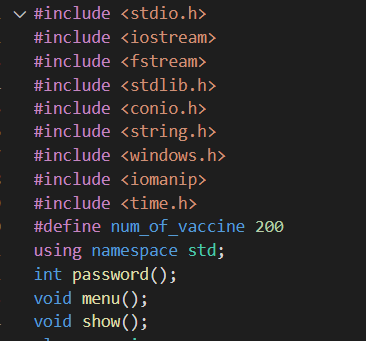 #include <stdio.h>
#include <iostream>
#include <fstream>
#include <stdlib.h>
#include <conio.h>
#include <string.h>
#include <windows.h>
#include <iomanip>
#include <time.h>
#define num_of_vaccine 200
using namespace std;
int password();
void menu();
void show();